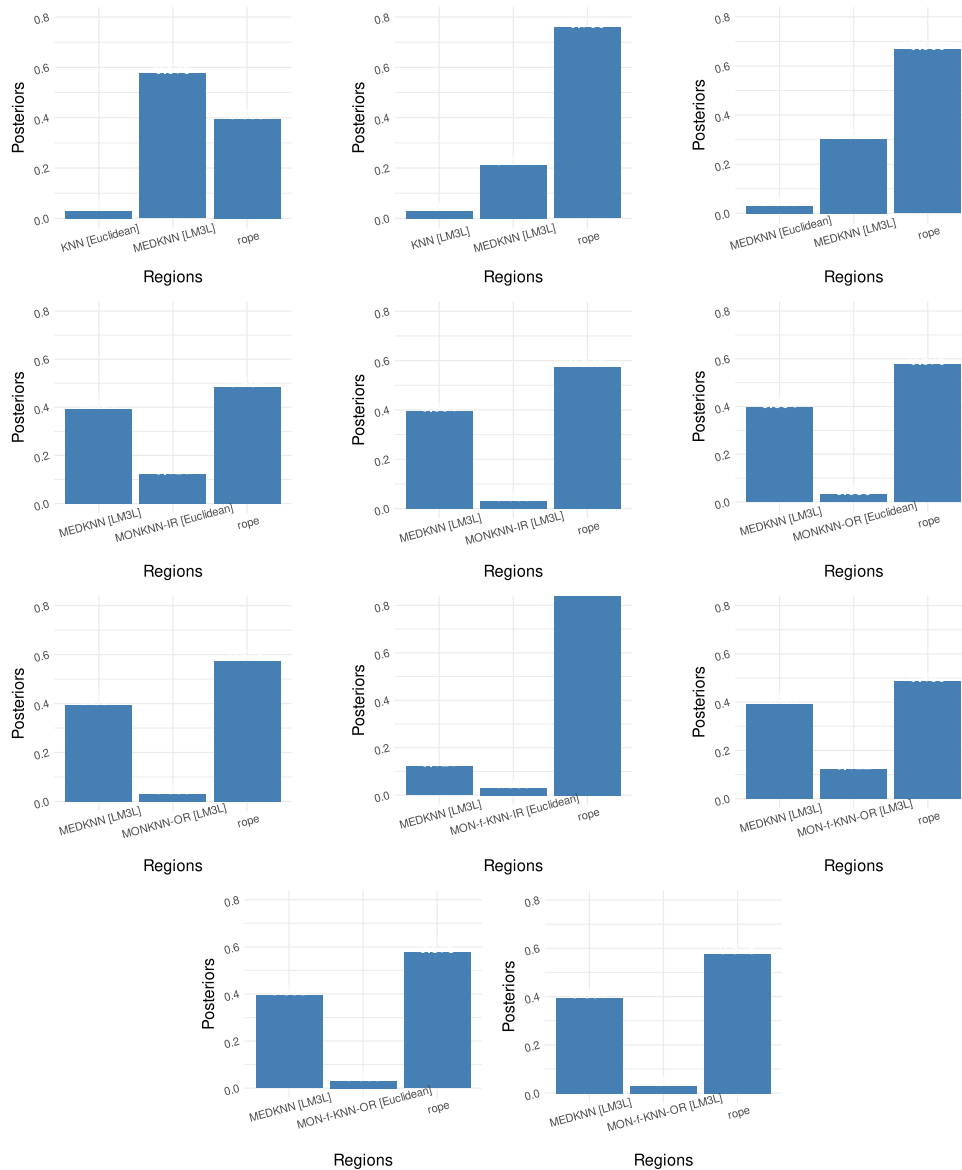 Posteriors
0.8
0.6
0.4
0.2
0.0
KNN [Euclidean]
MEDKNN [LM3L]
rope
Regions
Posteriors
0.8
0.6
0.4
0.2
0.0
KNN [LM3L]
MEDKNN [LM3L]
rope
Regions
Posteriors
0.8
0.6
0.4
0.2
0.0
MEDKNN [Euclidean]
MEDKNN [LM3L]
rope
Regions
Posteriors
0.8
0.6
0.4
0.2
0.0
MEDKNN [LM3L]
MONKNN-IR [Euclidean]
rope
Regions
Posteriors
0.8
0.6
0.4
0.2
0.0
MEDKNN [LM3L]
MONKNN-IR [LM3L]
rope
Regions
Posteriors
0.8
0.6
0.4
0.2
0.0
MEDKNN [LM3L]
MONKNN-OR [Euclidean]
rope
Regions
Posteriors
0.8
0.6
0.4
0.2
0.0
MEDKNN [LM3L]
MONKNN-OR [LM3L]
rope
Regions
Posteriors
0.8
0.6
0.4
0.2
0.0
MEDKNN [LM3L]
MON-f-KNN-IR [Euclidean]
rope
Regions
Posteriors
0.8
0.6
0.4
0.2
0.0
MEDKNN [LM3L]
MON-f-KNN-OR [LM3L]
rope
Regions
Posteriors
0.8
0.6
0.4
0.2
0.0
MEDKNN [LM3L]
MON-f-KNN-OR [Euclidean]
rope
Regions
Posteriors
0.8
0.6
0.4
0.2
0.0
MEDKNN [LM3L]
MON-f-KNN-OR [LM3L]
rope
Regions